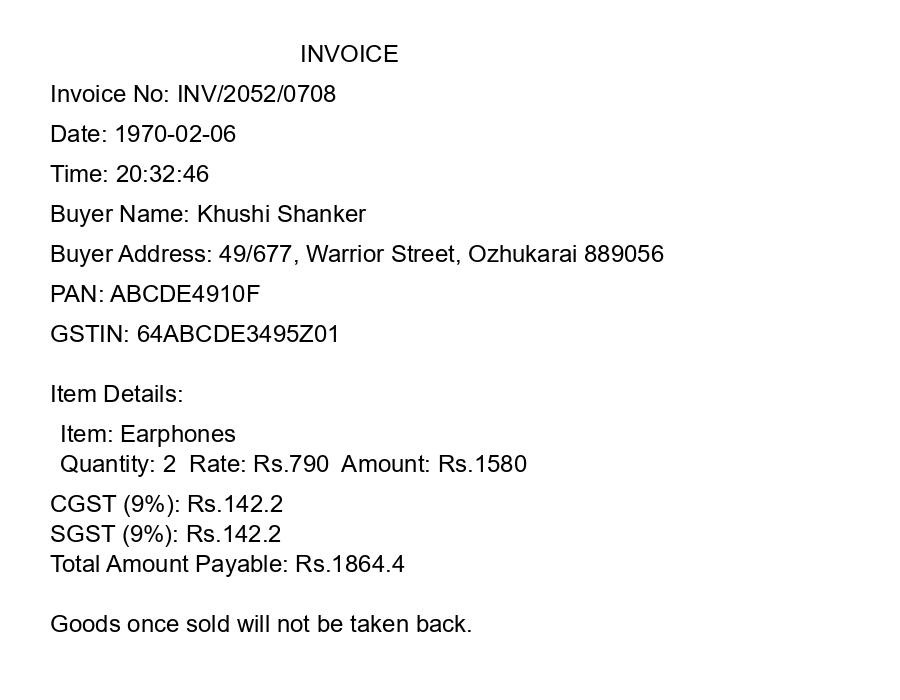 INVOICE
Invoice No: INV/2052/0708
Date: 1970-02-06
Time: 20:32:46
Buyer Name: Khushi Shanker
Buyer Address: 49/677, Warrior Street, Ozhukarai 889056
PAN: ABCDE4910F
GSTIN: 64ABCDE3495Z01
Item Details:
Item: Earphones
Quantity: 2  Rate: Rs.790  Amount: Rs.1580
CGST (9%): Rs.142.2
SGST (9%): Rs.142.2
Total Amount Payable: Rs.1864.4
Goods once sold will not be taken back.